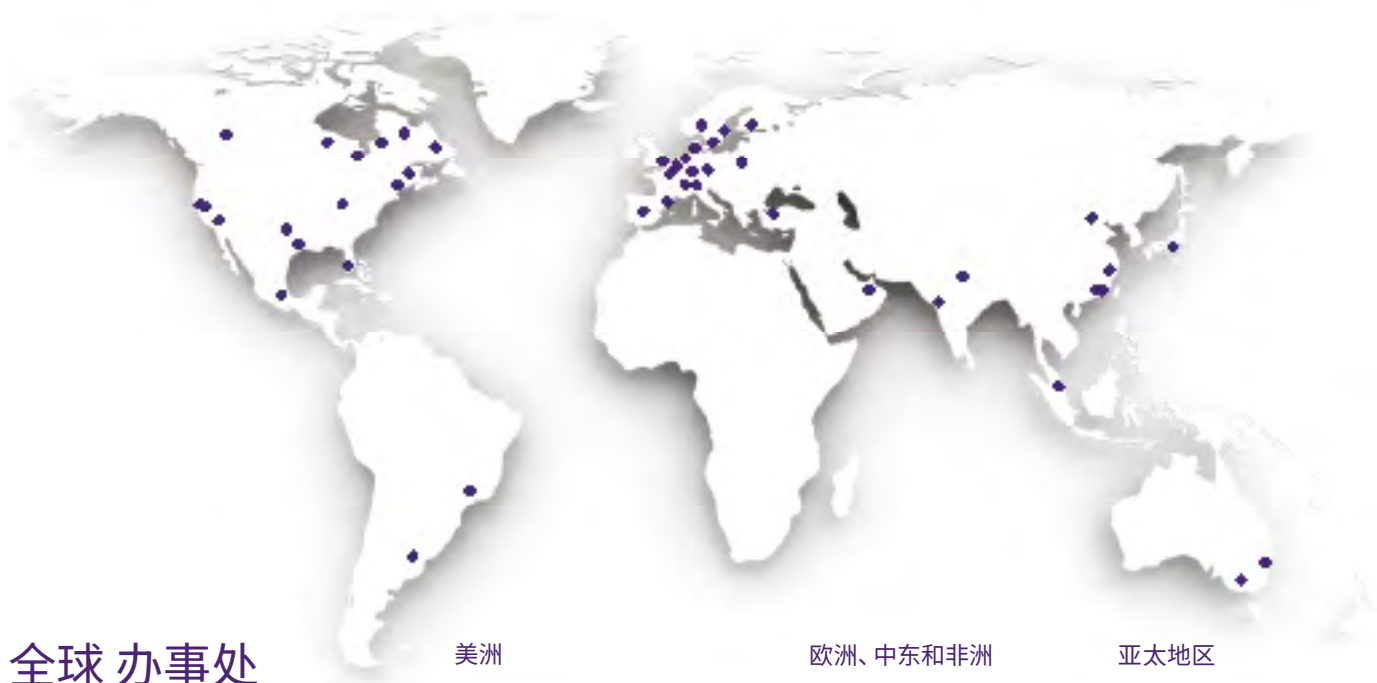 全球 办事处
美洲
欧洲、中东和非洲
亚太地区